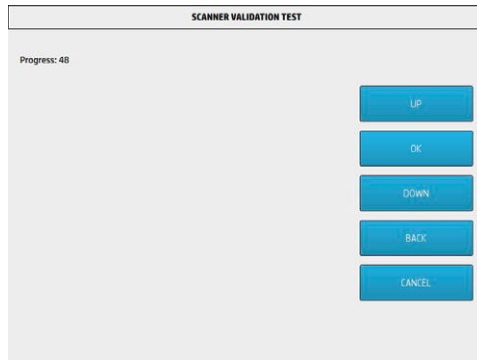 SCANNER VALIDATION TEST
Progress: 48
UP
OK
DOWN
BACK
CANCEL